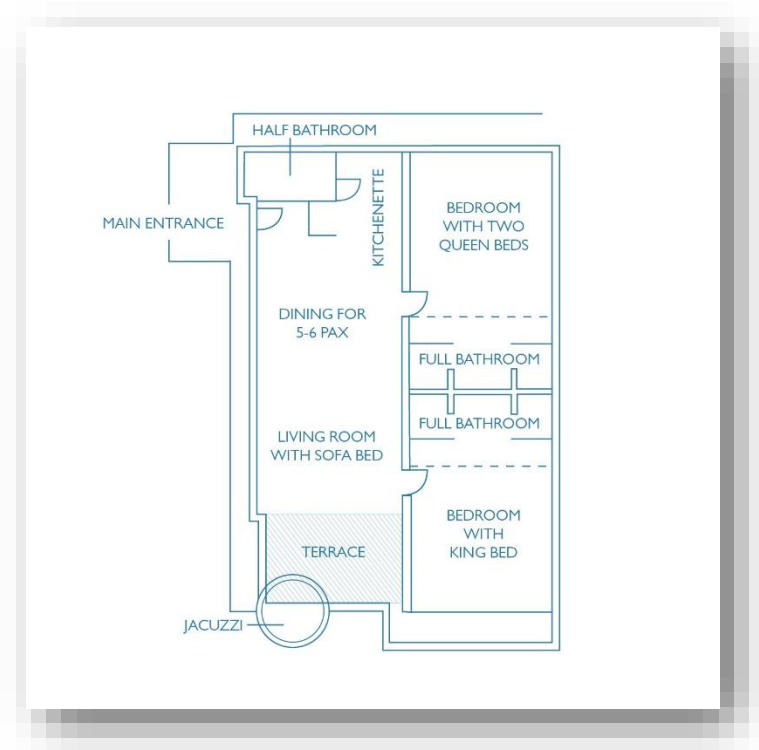 HALF BATHROOM
KITCHENETTE
MAIN ENTRANCE
BEDROOM
WITH TWO
QUEEN BEDS
DINING FOR
5-6 PAX
FULL BATHROOM
FULL BATHROOM
LIVING ROOM
WITH SOFA BED
BEDROOM
WITH
KING BED
TERRACE
JACUZZI